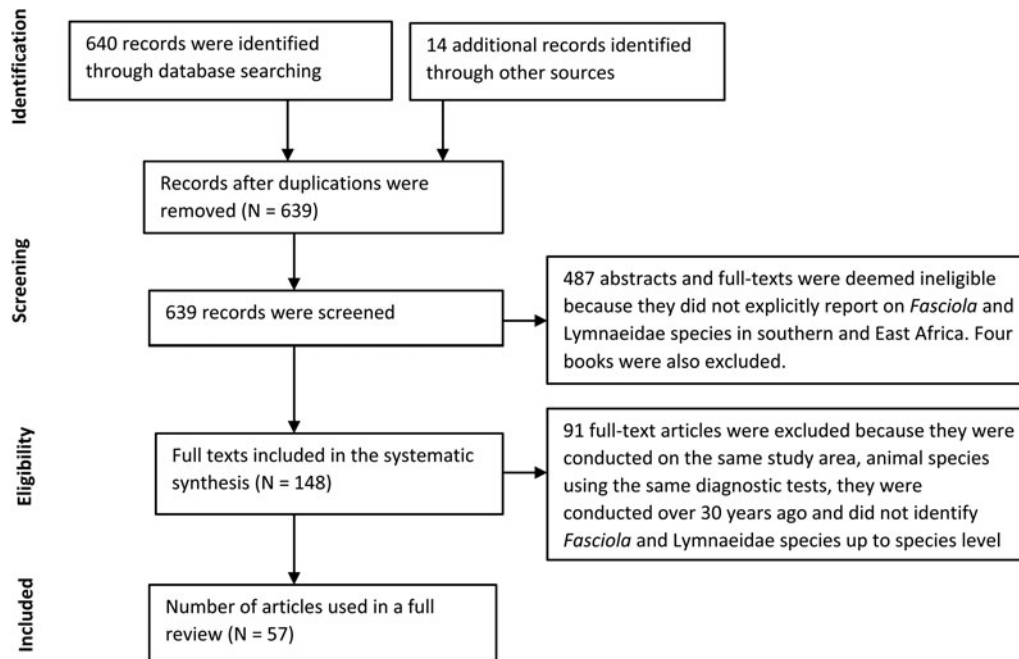 Identification
640 records were identified
through database searching
14 additional records identified
through other sources
Records after duplications were
removed (N = 639)
Screening
639 records were screened
487 abstracts and full-texts were deemed ineligible
because they did not explicitly report on Fasciola and
Lymnaeidae species in southern and East Africa. Four
books were also excluded.
Eligibility
Full texts included in the systematic
synthesis (N = 148)
91 full-text articles were excluded because they were
conducted on the same study area, animal species
using the same diagnostic tests, they were
conducted over 30 years ago and did not identify
Fasciola and Lymnaeidae species up to species level
Included
Number of articles used in a full
review (N = 57)